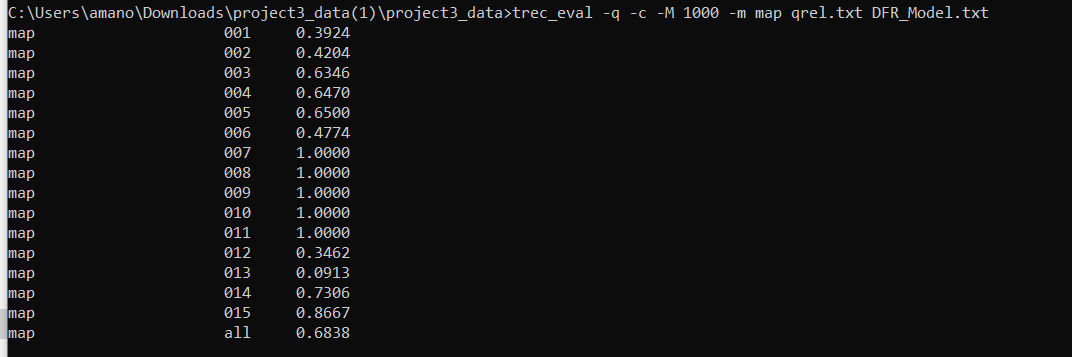 C:\Users\amano\Downloads\project3_data(1)\project3_data>trec_eval -q -c -M 1000 -m map qrel.txt DFR_Model.txt
map 001 0.3924
map 002 0.4204
map 003 0.6346
map 004 0.6470
map 005 0.6500
map 006 0.4774
map 007 1.0000
map 008 1.0000
map 009 1.0000
map 010 1.0000
map 011 1.0000
map 012 0.3462
map 013 0.0913
map 014 0.7306
map 015 0.8667
map all 0.6838